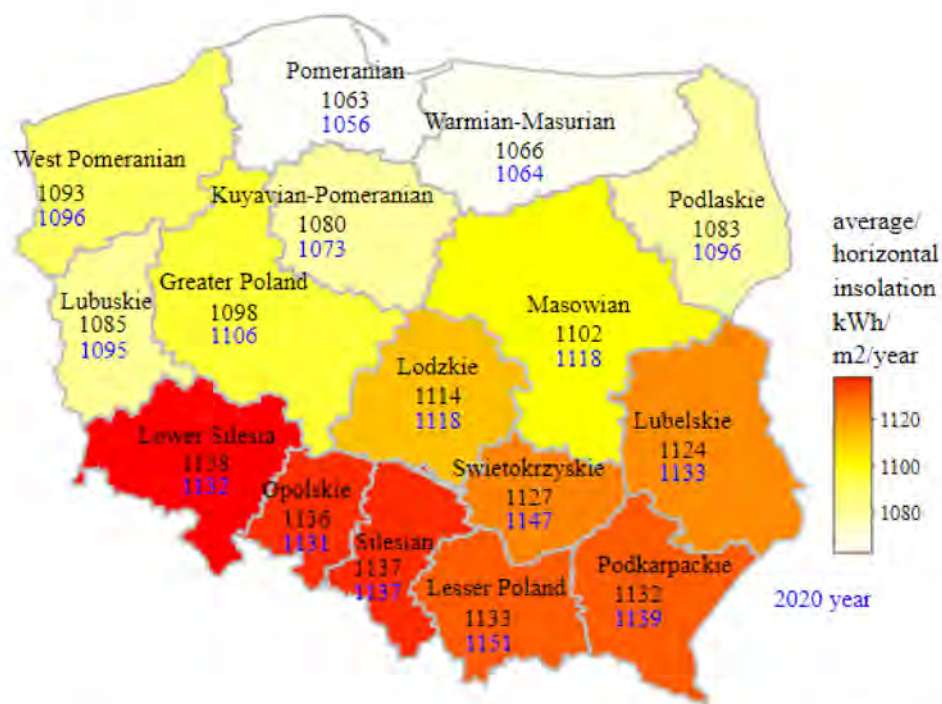 Pomeranian
1063
1056
Warmian-Masurian
1066
1064
West Pomeranian
1093
1096
Kuyavian-Pomeranian
1080
1073
Podlaskie
1083
1096
Lubuskie
1085
1095
Greater Poland
1098
1106
Masowian
1102
1118
Lodzkie
1114
1118
Lubelskie
1124
1133
Lower Silesia
1138
1132
Opolskie
1136
1131
Silesian
1137
1137
Swietokrzyskie
1127
1147
Lesser Poland
1133
1151
Podkarpackie
1132
1139
average/
horizontal
insolation
kWh/
m2/year
1120
1100
1080
2020 year